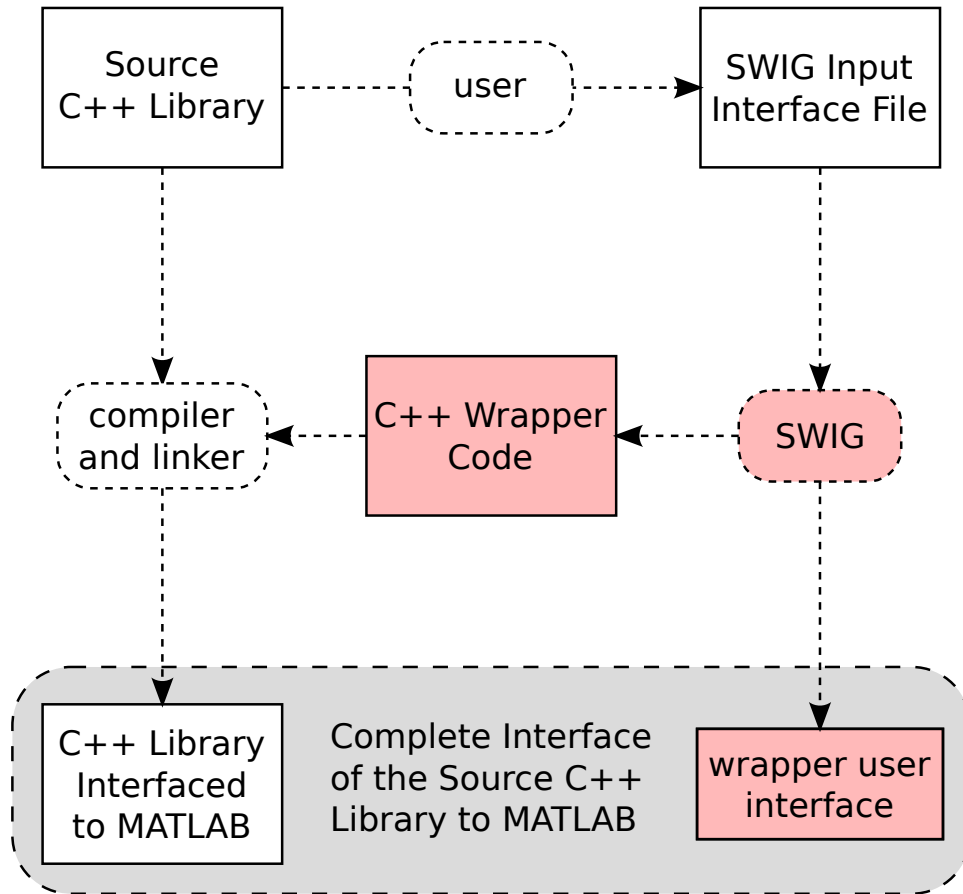 Source
C++ Library
user
SWIG Input
Interface File
compiler
and linker
C++ Wrapper
Code
SWIG
C++ Library
Interfaced
to MATLAB
Complete Interface
of the Source C++
Library to MATLAB
wrapper user
interface